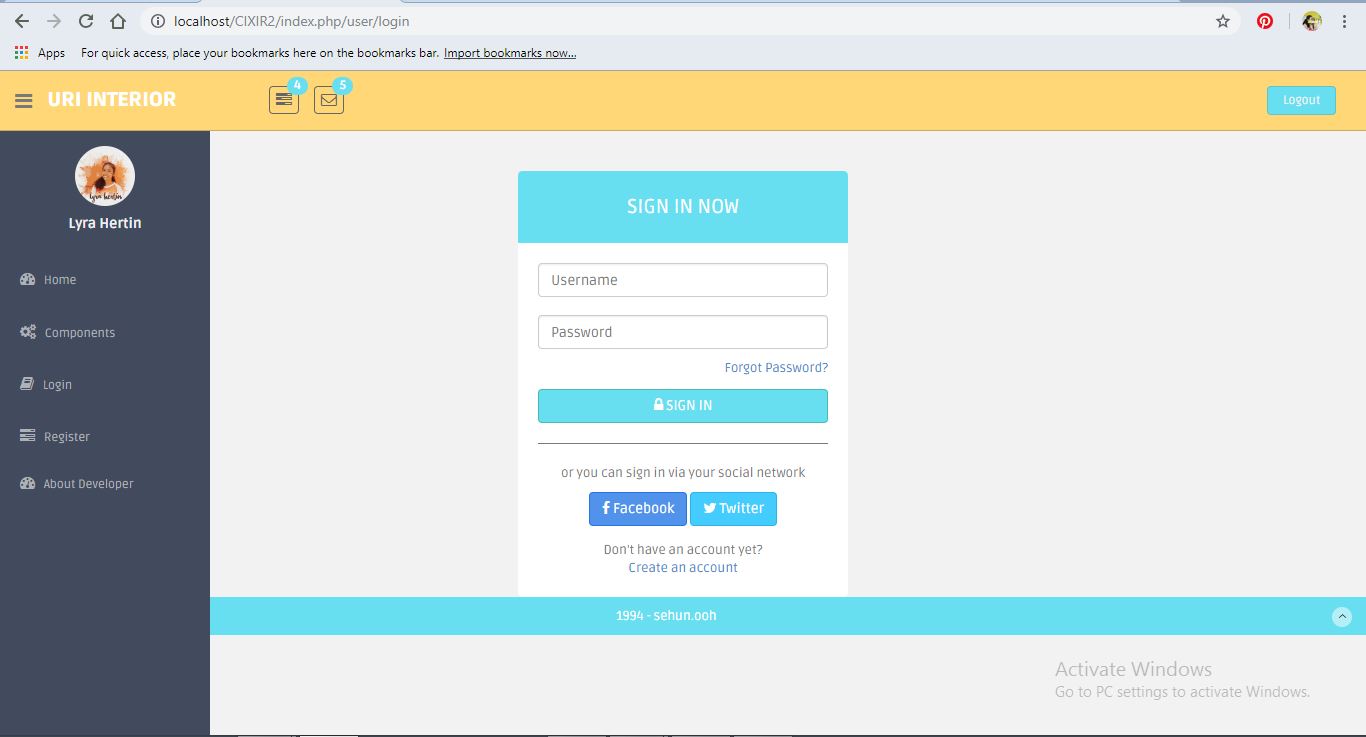 localhost/CIXIR2/index.php/user/login
Apps For quick access, place your bookmarks here on the bookmarks bar. Import bookmarks now...
URI INTERIOR 4 5 Logout
Lyra Hertin
Home
Components
Login
Register
About Developer
SIGN IN NOW
Username
Password
Forgot Password?
SIGN IN
or you can sign in via your social network
Facebook Twitter
Don't have an account yet?
Create an account
1994 - sehun.ooh
Activate Windows
Go to PC settings to activate Windows.